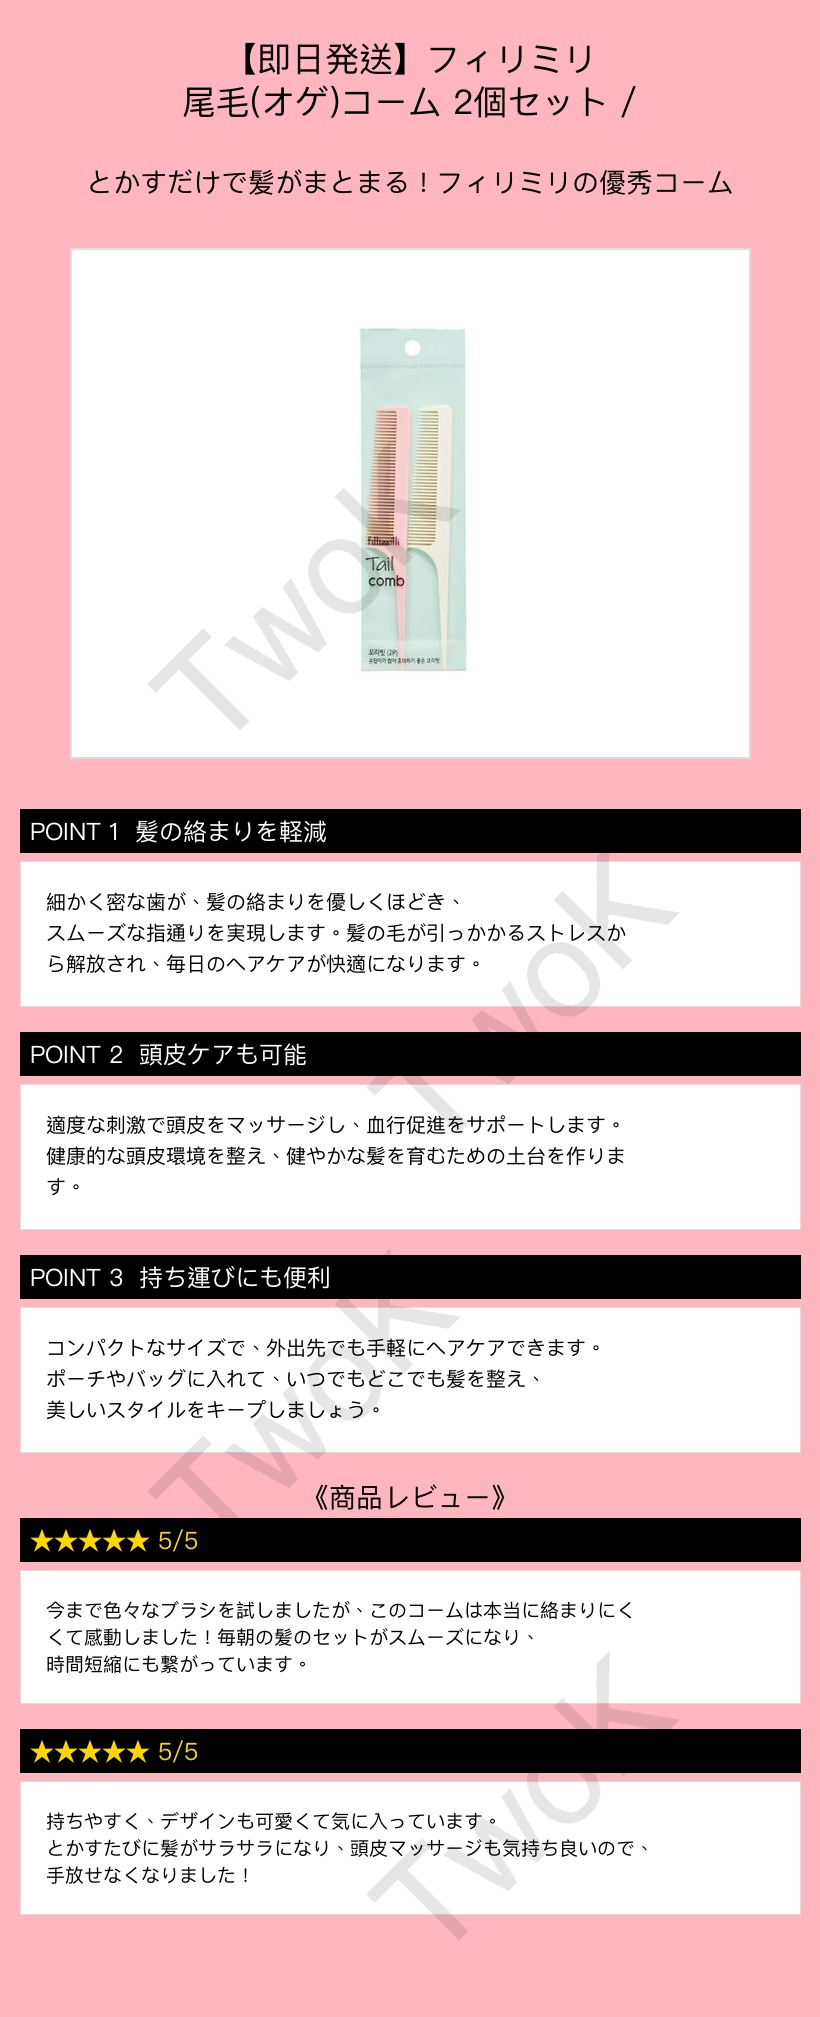 【即日発送】フィリミリ
尾毛(オゲ)コーム 2個セット /
とかすだけで髪がまとまる！フィリミリの優秀コーム
fillimilli
Tail
comb
꼬리빗 (2P)
손잡이가 얇아 휴대하기 좋은 꼬리빗
TwoK
POINT 1 髪の絡まりを軽減
細かく密な歯が、髪の絡まりを優しくほどき、
スムーズな指通りを実現します。髪の毛が引っかかるストレスか
ら解放され、毎日のヘアケアが快適になります。
TwoK
POINT 2 頭皮ケアも可能
適度な刺激で頭皮をマッサージし、血行促進をサポートします。
健康的な頭皮環境を整え、健やかな髪を育むための土台を作りま
す。
POINT 3 持ち運びにも便利
コンパクトなサイズで、外出先でも手軽にヘアケアできます。
ポーチやバッグに入れて、いつでもどこでも髪を整え、
美しいスタイルをキープしましょう。
TwoK
《商品レビュー》
★★★★★ 5/5
今まで色々なブラシを試しましたが、このコームは本当に絡まりにく
くて感動しました！毎朝の髪のセットがスムーズになり、
時間短縮にも繋がっています。
★★★★★ 5/5
持ちやすく、デザインも可愛くて気に入っています。
とかすたびに髪がサラサラになり、頭皮マッサージも気持ち良いので、
手放せなくなりました！
TwoK